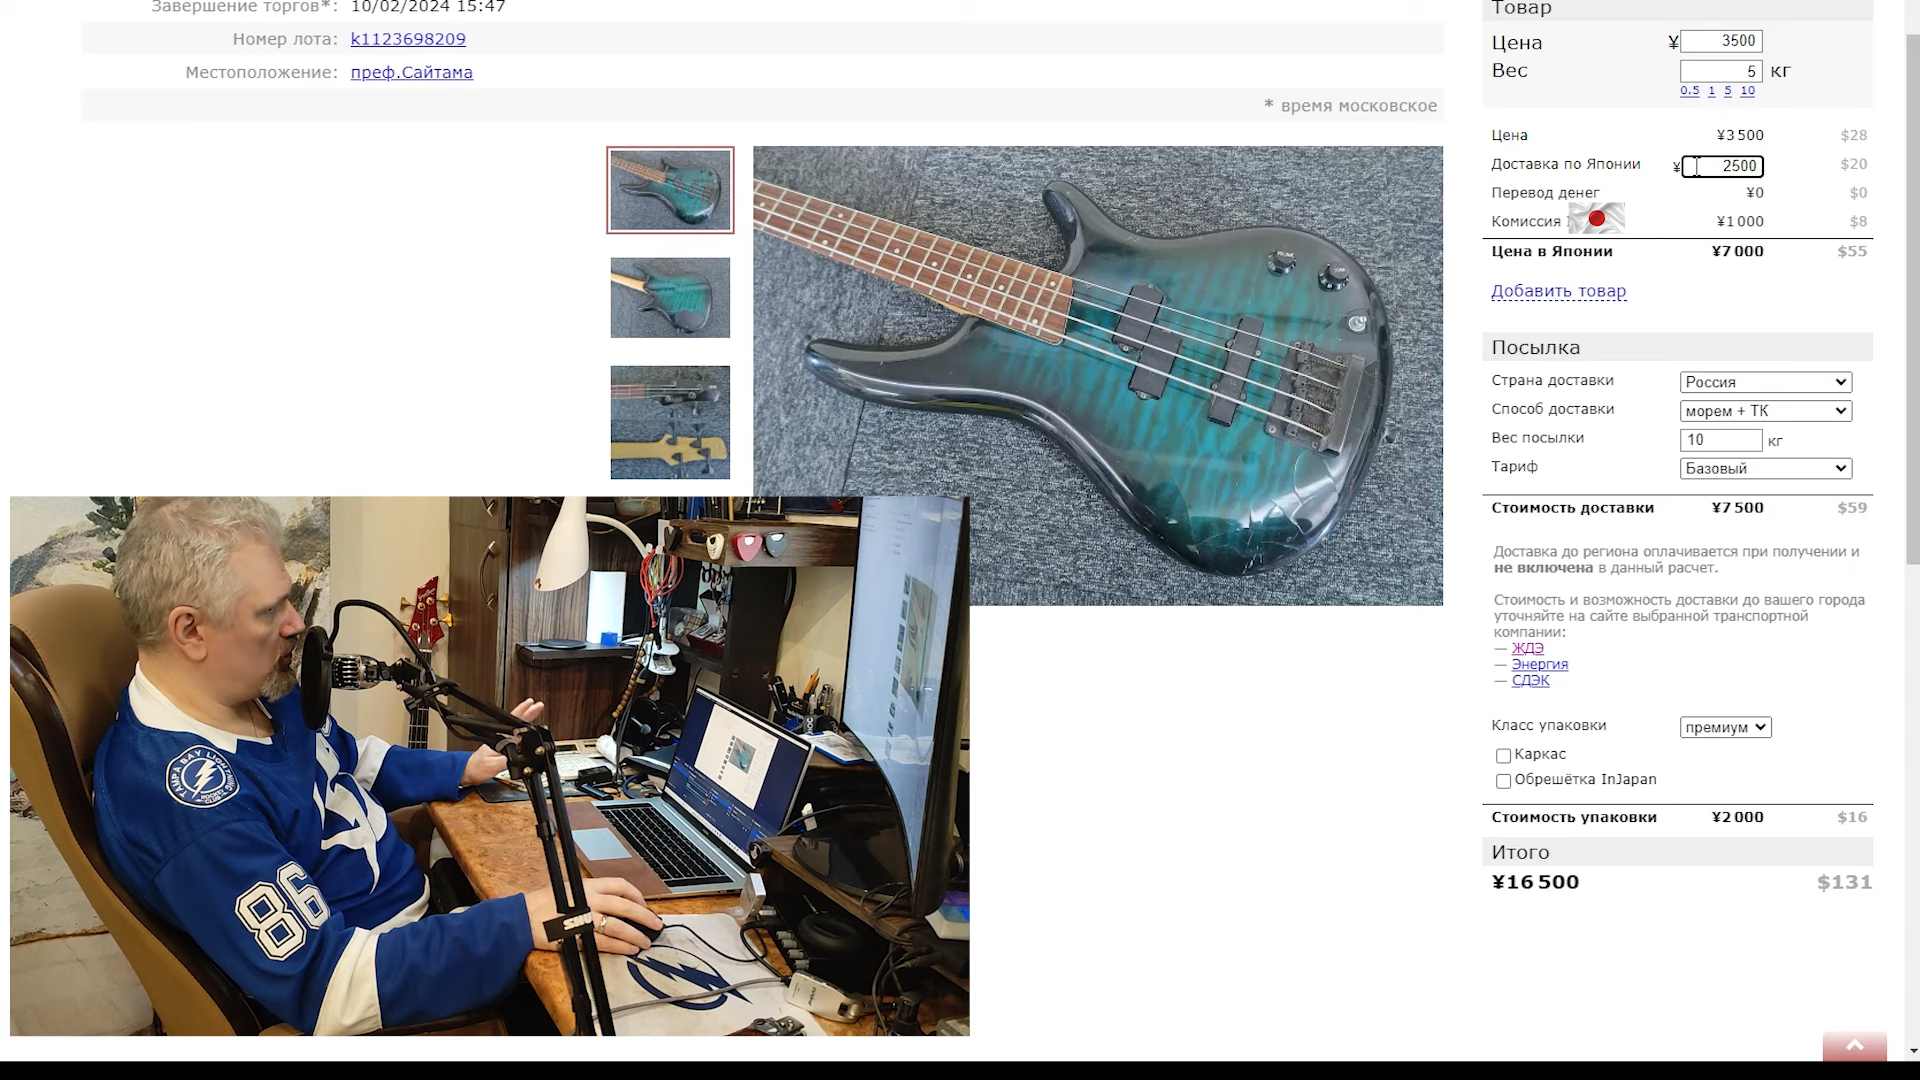 Завершение торгов*: 10/02/2024 15:47
Номер лота: k1123698209
Местоположение: преф.Сайтама
* время московское
Товар
Цена ¥ 3500
Вес 5 кг
0.5 1 5 10
Цена ¥3 500 $28
Доставка по Японии ¥ 2500 $20
Перевод денег ¥0 $0
Комиссия ¥1 000 $8
Цена в Японии ¥7 000 $55
Добавить товар
Посылка
Страна доставки Россия
Способ доставки морем + ТК
Вес посылки 10 кг
Тариф Базовый
Стоимость доставки ¥7 500 $59
Доставка до региона оплачивается при получении и
не включена в данный расчет.
Стоимость и возможность доставки до вашего города
уточняйте на сайте выбранной транспортной
компании:
— ЖДЭ
— Энергия
— СДЭК
Класс упаковки премиум
Каркас
Обрешётка InJapan
Стоимость упаковки ¥2 000 $16
Итого
¥16 500 $131
TAMPA BAY LIGHTNING
HOCKEY CLUB
86